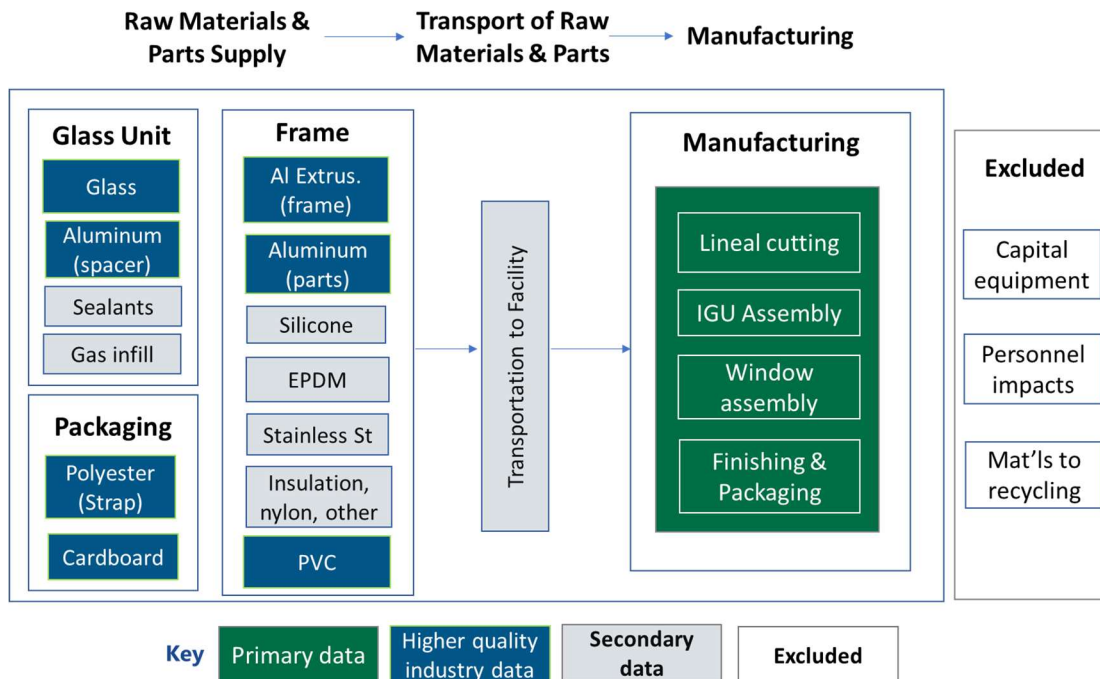 Raw Materials &
Parts Supply
Transport of Raw
Materials & Parts
Manufacturing
Glass Unit
Glass
Aluminum
(spacer)
Sealants
Gas infill
Packaging
Polyester
(Strap)
Cardboard
Frame
Al Extrus.
(frame)
Aluminum
(parts)
Silicone
EPDM
Stainless St
Insulation,
nylon, other
PVC
Transportation to Facility
Manufacturing
Lineal cutting
IGU Assembly
Window
assembly
Finishing &
Packaging
Excluded
Capital
equipment
Personnel
impacts
Mat'ls to
recycling
Key
Primary data
Higher quality
industry data
Secondary
data
Excluded